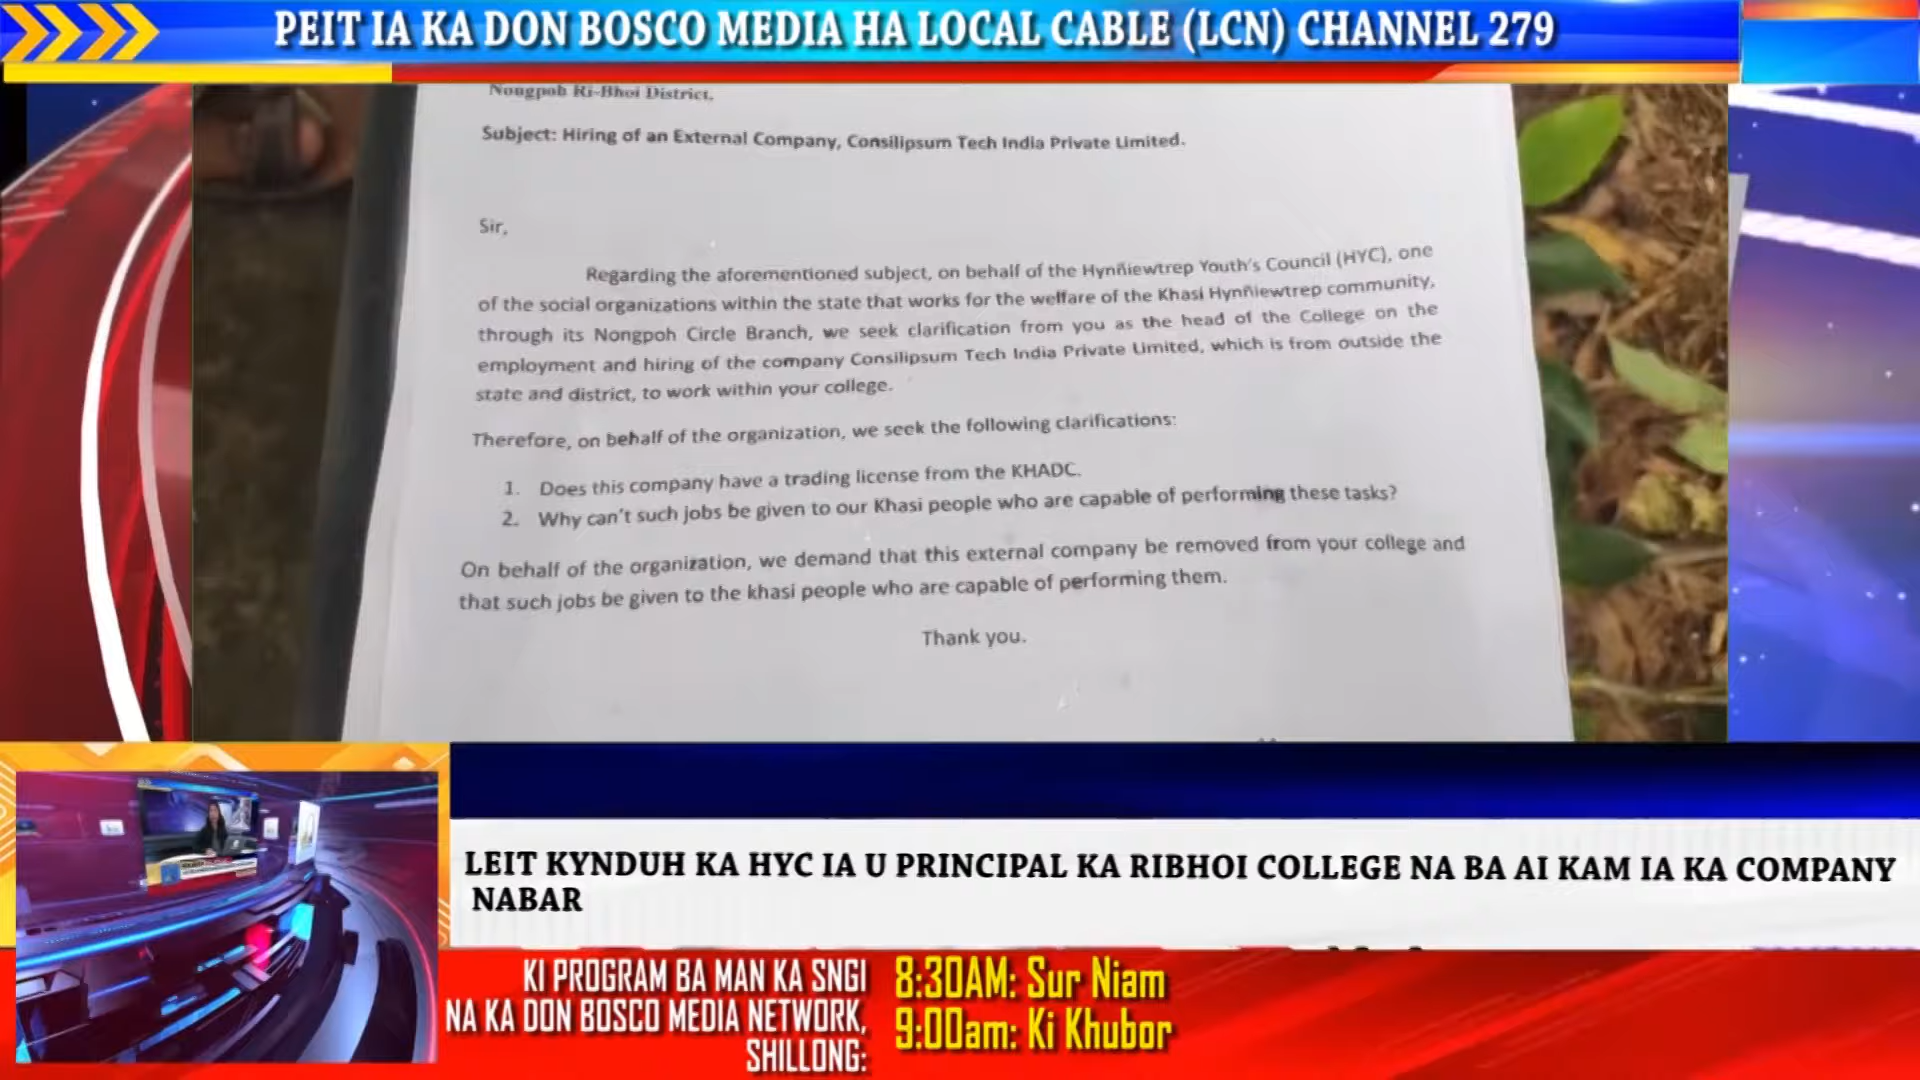 PEIT IA KA DON BOSCO MEDIA HA LOCAL CABLE (LCN) CHANNEL 279
Nongpoh Ri-Bhoi District.
Subject: Hiring of an External Company, Consilipsum Tech India Private Limited.
Sir,
Regarding the aforementioned subject, on behalf of the Hynñiewtrep Youth's Council (HYC), one
of the social organizations within the state that works for the welfare of the Khasi Hynñiewtrep community,
through its Nongpoh Circle Branch, we seek clarification from you as the head of the College on the
employment and hiring of the company Consilipsum Tech India Private Limited, which is from outside the
state and district, to work within your college.
Therefore, on behalf of the organization, we seek the following clarifications:
1. Does this company have a trading license from the KHADC.
2. Why can't such jobs be given to our Khasi people who are capable of performing these tasks?
On behalf of the organization, we demand that this external company be removed from your college and
that such jobs be given to the khasi people who are capable of performing them.
Thank you.
LEIT KYNDUH KA HYC IA U PRINCIPAL KA RIBHOI COLLEGE NA BA AI KAM IA KA COMPANY
NABAR
KI PROGRAM BA MAN KA SNGI
NA KA DON BOSCO MEDIA NETWORK,
SHILLONG:
8:30AM: Sur Niam
9:00am: Ki Khubor